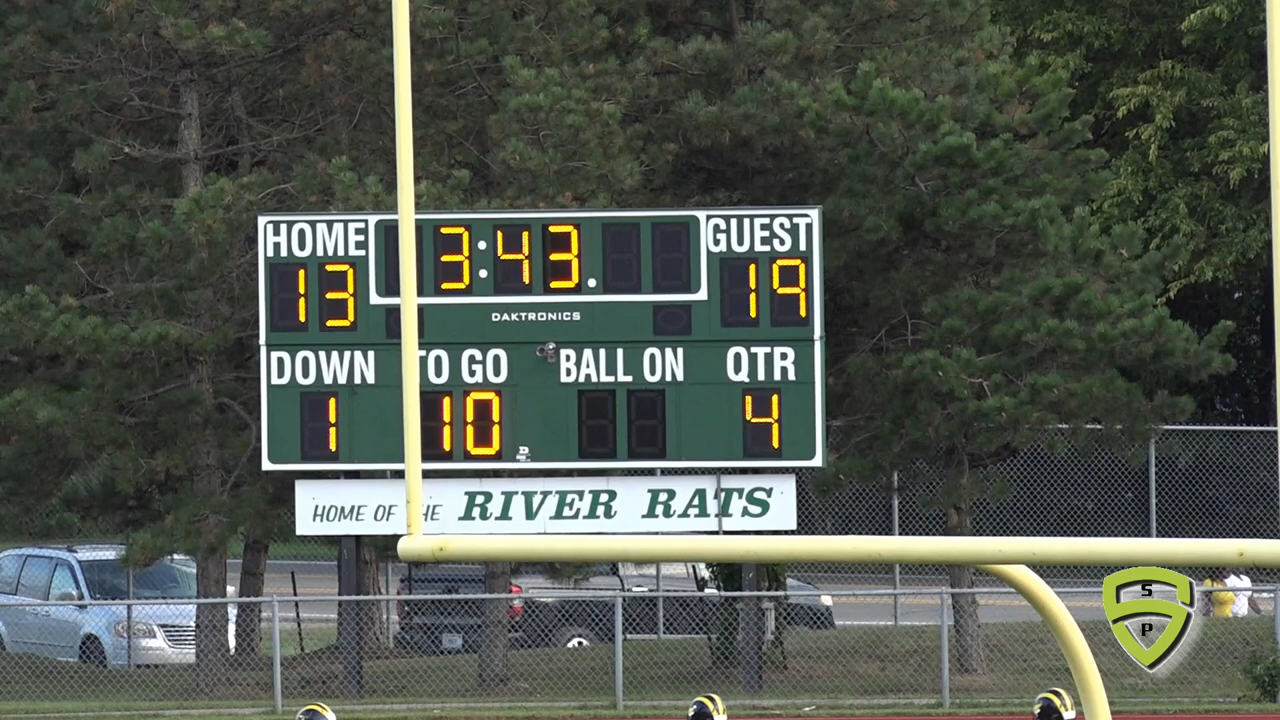 HOME 3:43. GUEST
13 19
DAKTRONICS
DOWN TO GO BALL ON QTR
1 10 4
HOME OF THE RIVER RATS
S
P